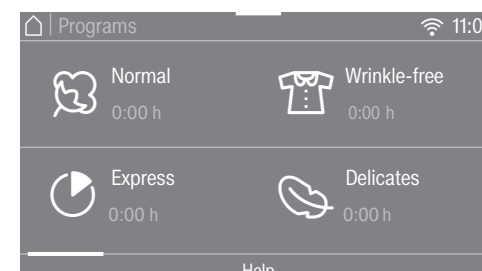 Programs 11:0
Normal Wrinkle-free
0:00 h 0:00 h
Express Delicates
0:00 h 0:00 h
Help